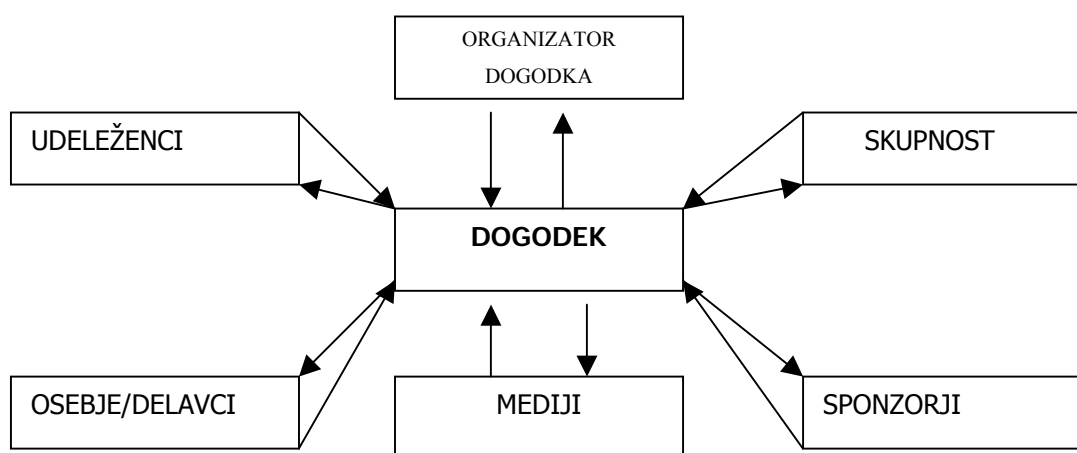 ORGANIZATOR
DOGODKA
UDELEŽENCI
SKUPNOST
DOGODEK
OSEBJE/DELAVCI
MEDIJI
SPONZORJI